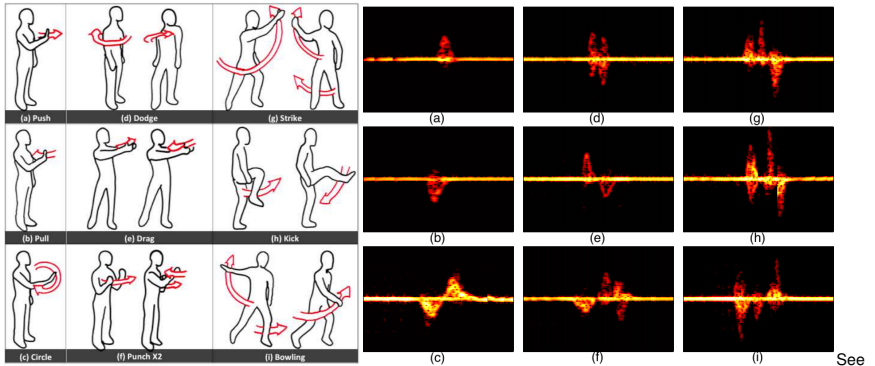 (a) Push
(d) Dodge
(g) Strike
(a)
(d)
(g)
(b) Pull
(e) Drag
(h) Kick
(b)
(e)
(h)
(c) Circle
(f) Punch X2
(i) Bowling
(c)
(f)
(i)
See